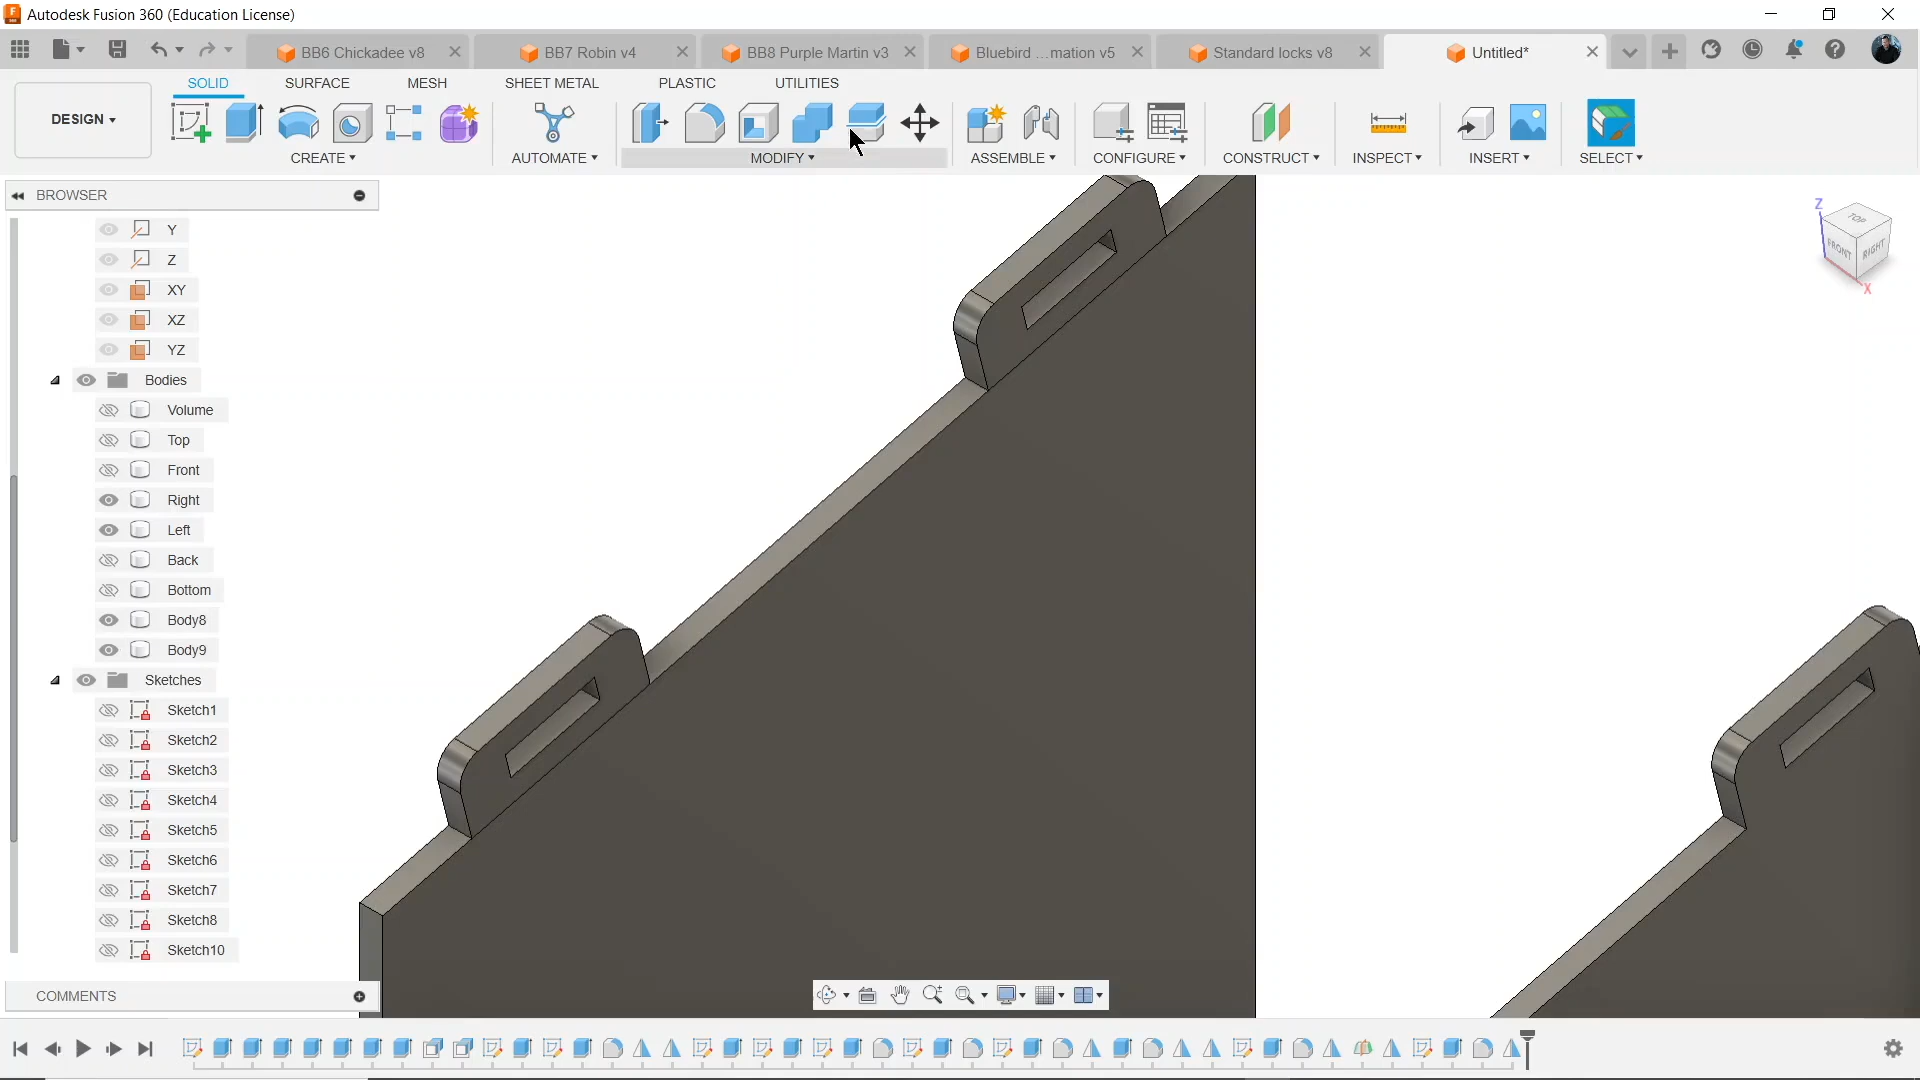 Autodesk Fusion 360 (Education License)
BB6 Chickadee v8
BB7 Robin v4
BB8 Purple Martin v3
Bluebird ...mation v5
Standard locks v8
Untitled*
SOLID
SURFACE
MESH
SHEET METAL
PLASTIC
UTILITIES
DESIGN
CREATE
AUTOMATE
MODIFY
ASSEMBLE
CONFIGURE
CONSTRUCT
INSPECT
INSERT
SELECT
BROWSER
Y
Z
XY
XZ
YZ
Bodies
Volume
Top
Front
Right
Left
Back
Bottom
Body8
Body9
Sketches
Sketch1
Sketch2
Sketch3
Sketch4
Sketch5
Sketch6
Sketch7
Sketch8
Sketch10
Z
TOP
FRONT
RIGHT
X
COMMENTS